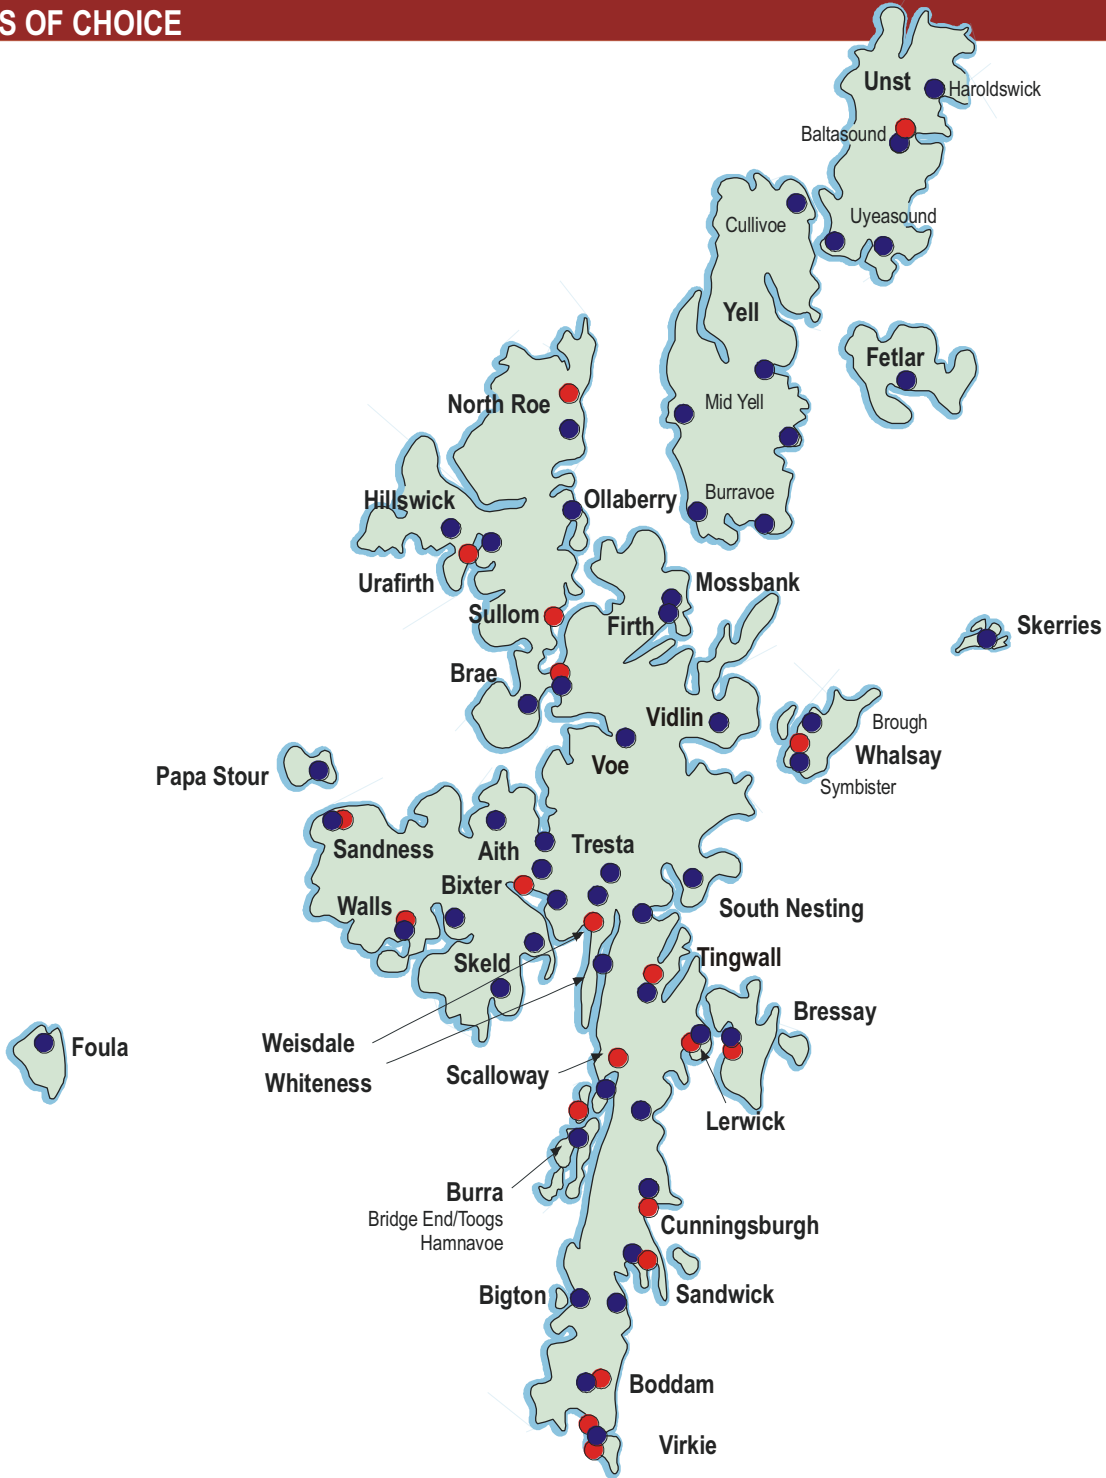 S OF CHOICE
Unst
Haroldswick
Baltasound
Uyeasound
Cullivoe
Yell
Fetlar
Mid Yell
North Roe
Burravoe
Hillswick
Ollaberry
Urafirth
Mossbank
Sullom
Firth
Skerries
Brae
Vidlin
Brough
Whalsay
Voe
Papa Stour
Symbister
Sandness
Aith
Tresta
Bixter
Walls
South Nesting
Skeld
Tingwall
Bressay
Weisdale
Foula
Whiteness
Scalloway
Lerwick
Burra
Bridge End/Toogs
Hamnavoe
Cunningsburgh
Bigton
Sandwick
Boddam
Virkie